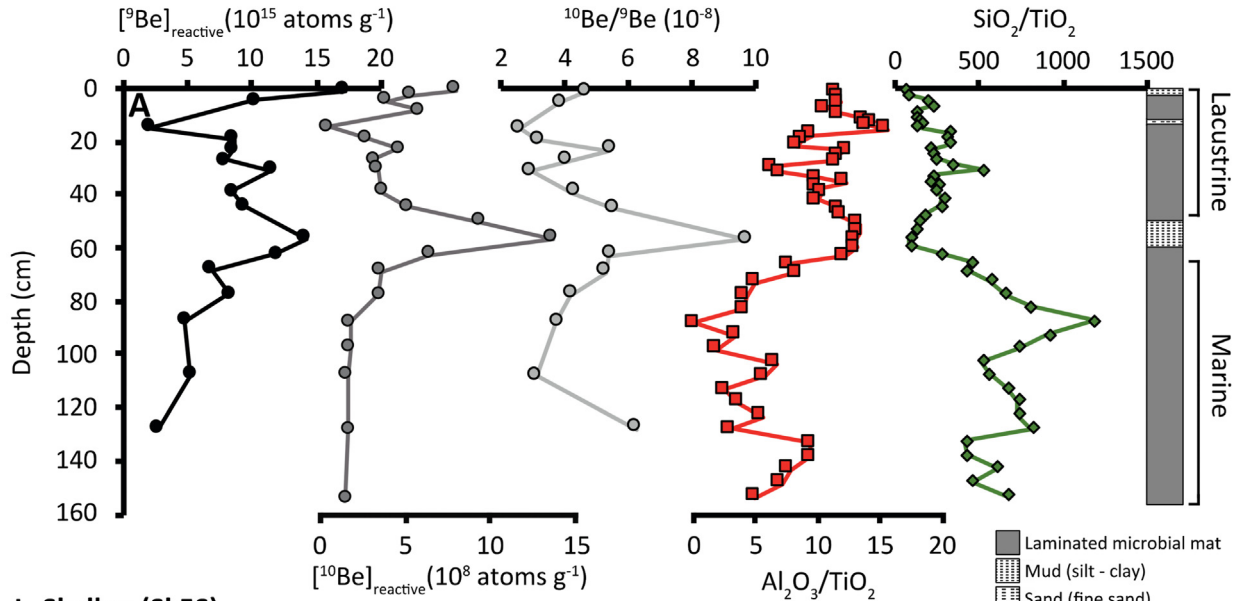 [⁹Be]reactive(10¹⁵ atoms g⁻¹)
¹⁰Be/⁹Be (10⁻⁸)
SiO₂/TiO₂
0 5 10 15 20
2 4 6 8 10
0 500 1000 1500
A
0
20
40
60
80
100
120
140
160
Depth (cm)
Lacustrine
Marine
0 5 10 15
0 5 10 15 20
[¹⁰Be]reactive(10⁸ atoms g⁻¹)
Al₂O₃/TiO₂
Laminated microbial mat
Mud (silt - clay)
Sand (fine sand)